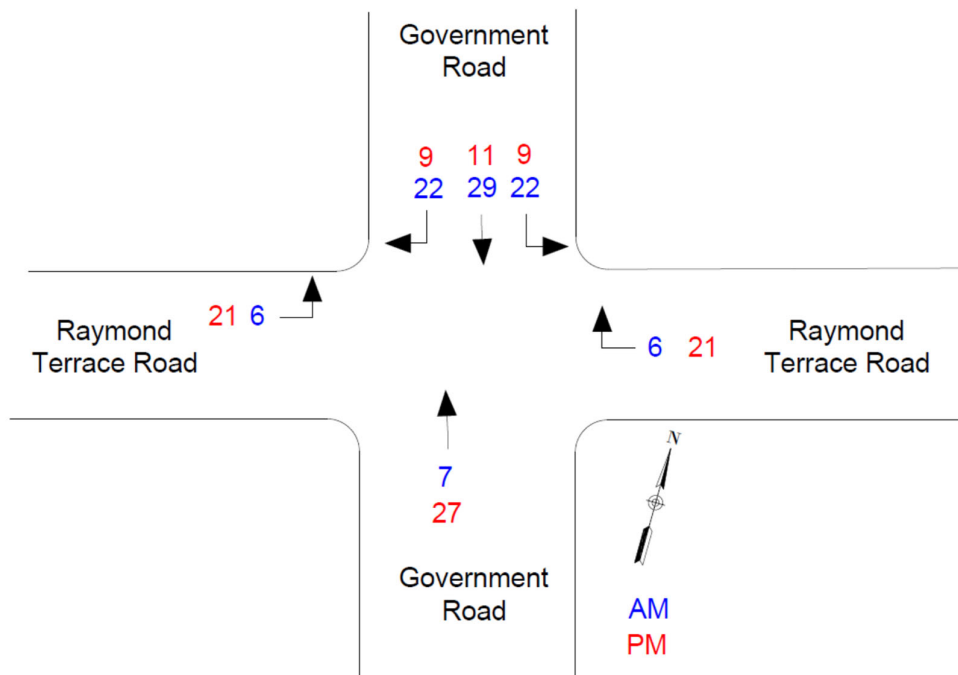 Government
Road
9 11 9
22 29 22
21 6
Raymond
Terrace Road
6 21
Raymond
Terrace Road
N
7
27
Government
Road
AM
PM